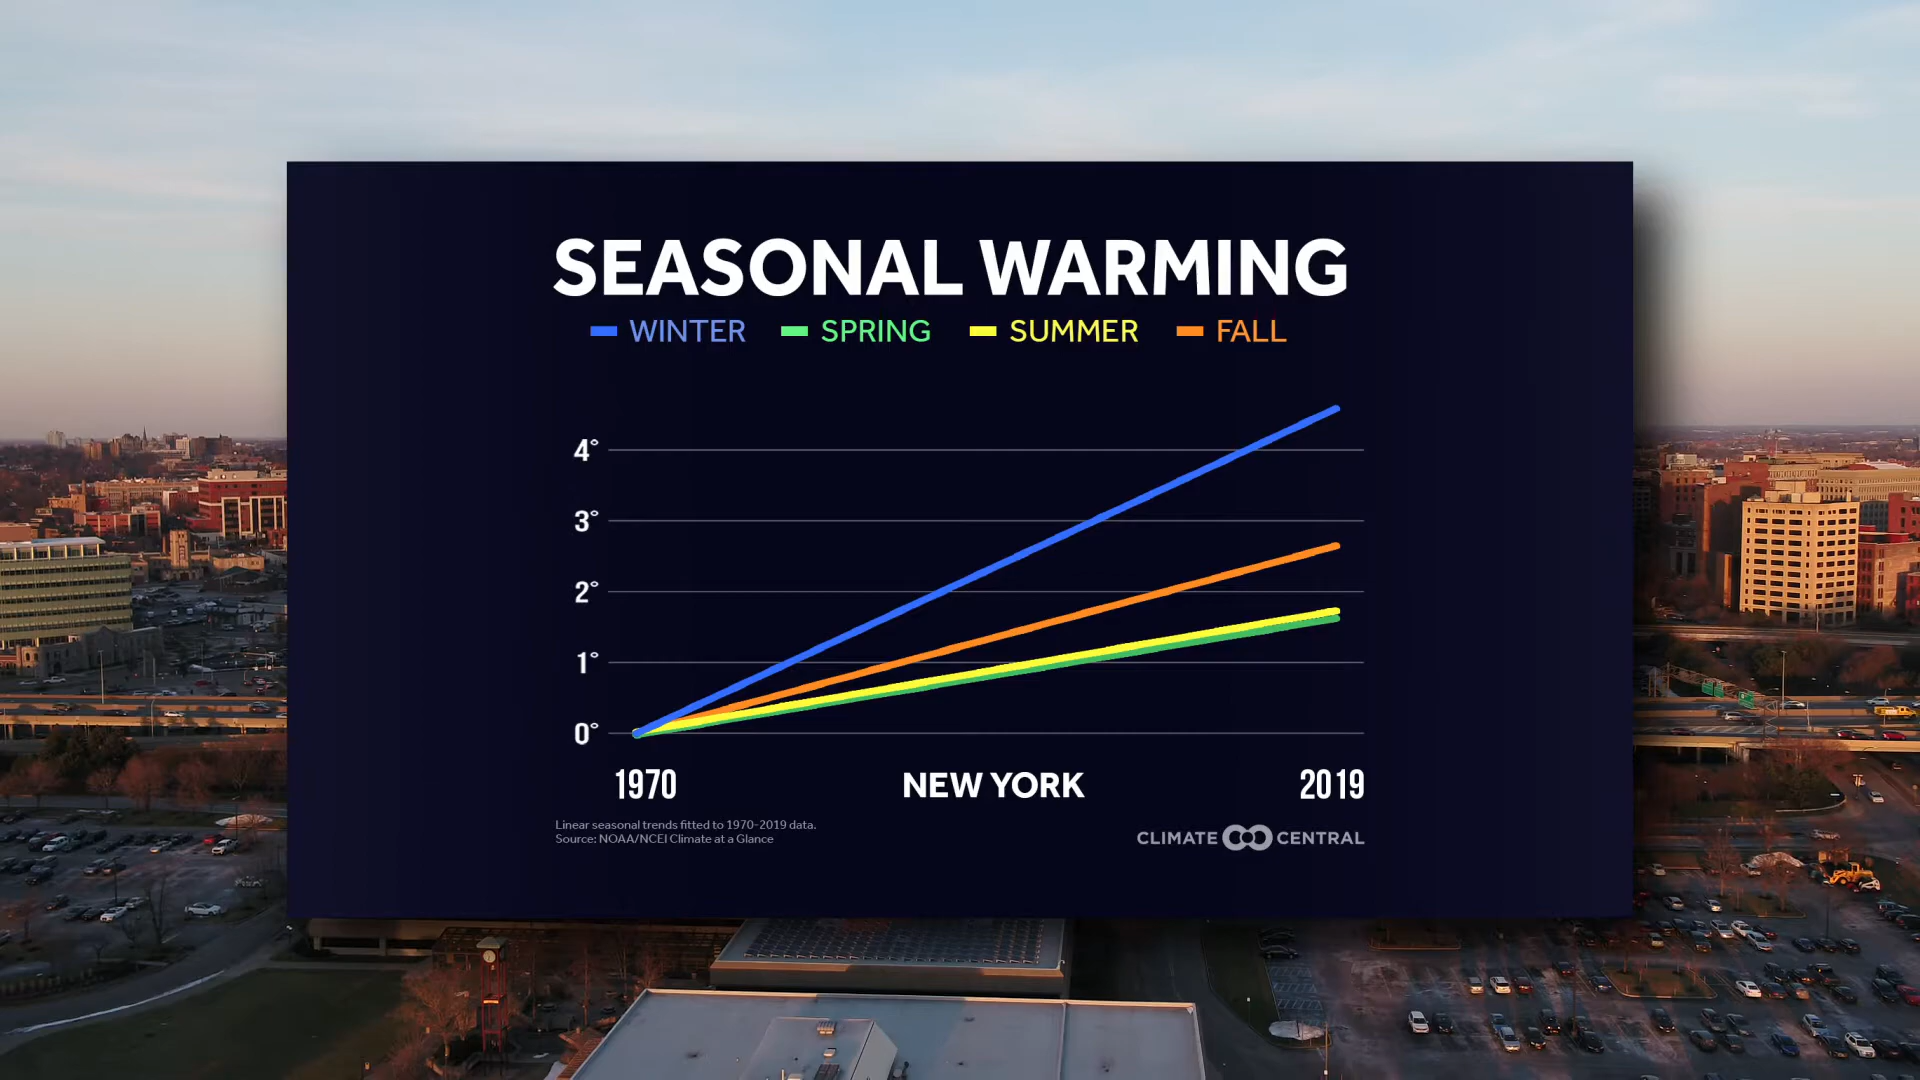 SEASONAL WARMING
WINTER SPRING SUMMER FALL
4°
3°
2°
1°
0°
1970 NEW YORK 2019
Linear seasonal trends fitted to 1970-2019 data.
Source: NOAA/NCEI Climate at a Glance
CLIMATE CENTRAL